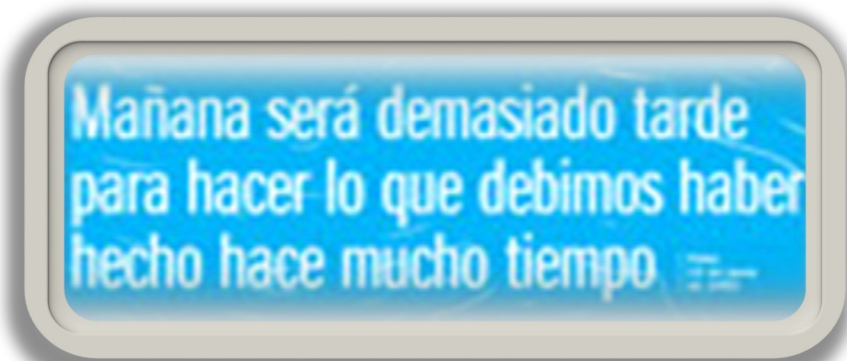 Mañana será demasiado tarde
para hacer lo que debimos haber
hecho hace mucho tiempo